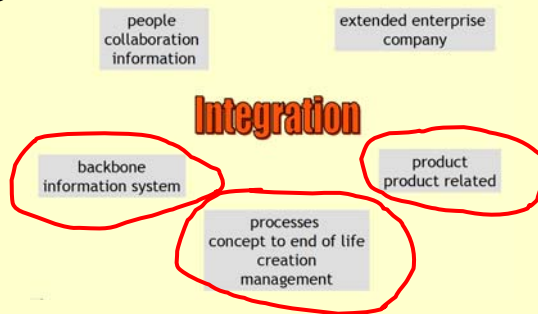 people
collaboration
information
extended enterprise
company
Integration
backbone
information system
product
product related
processes
concept to end of life
creation
management